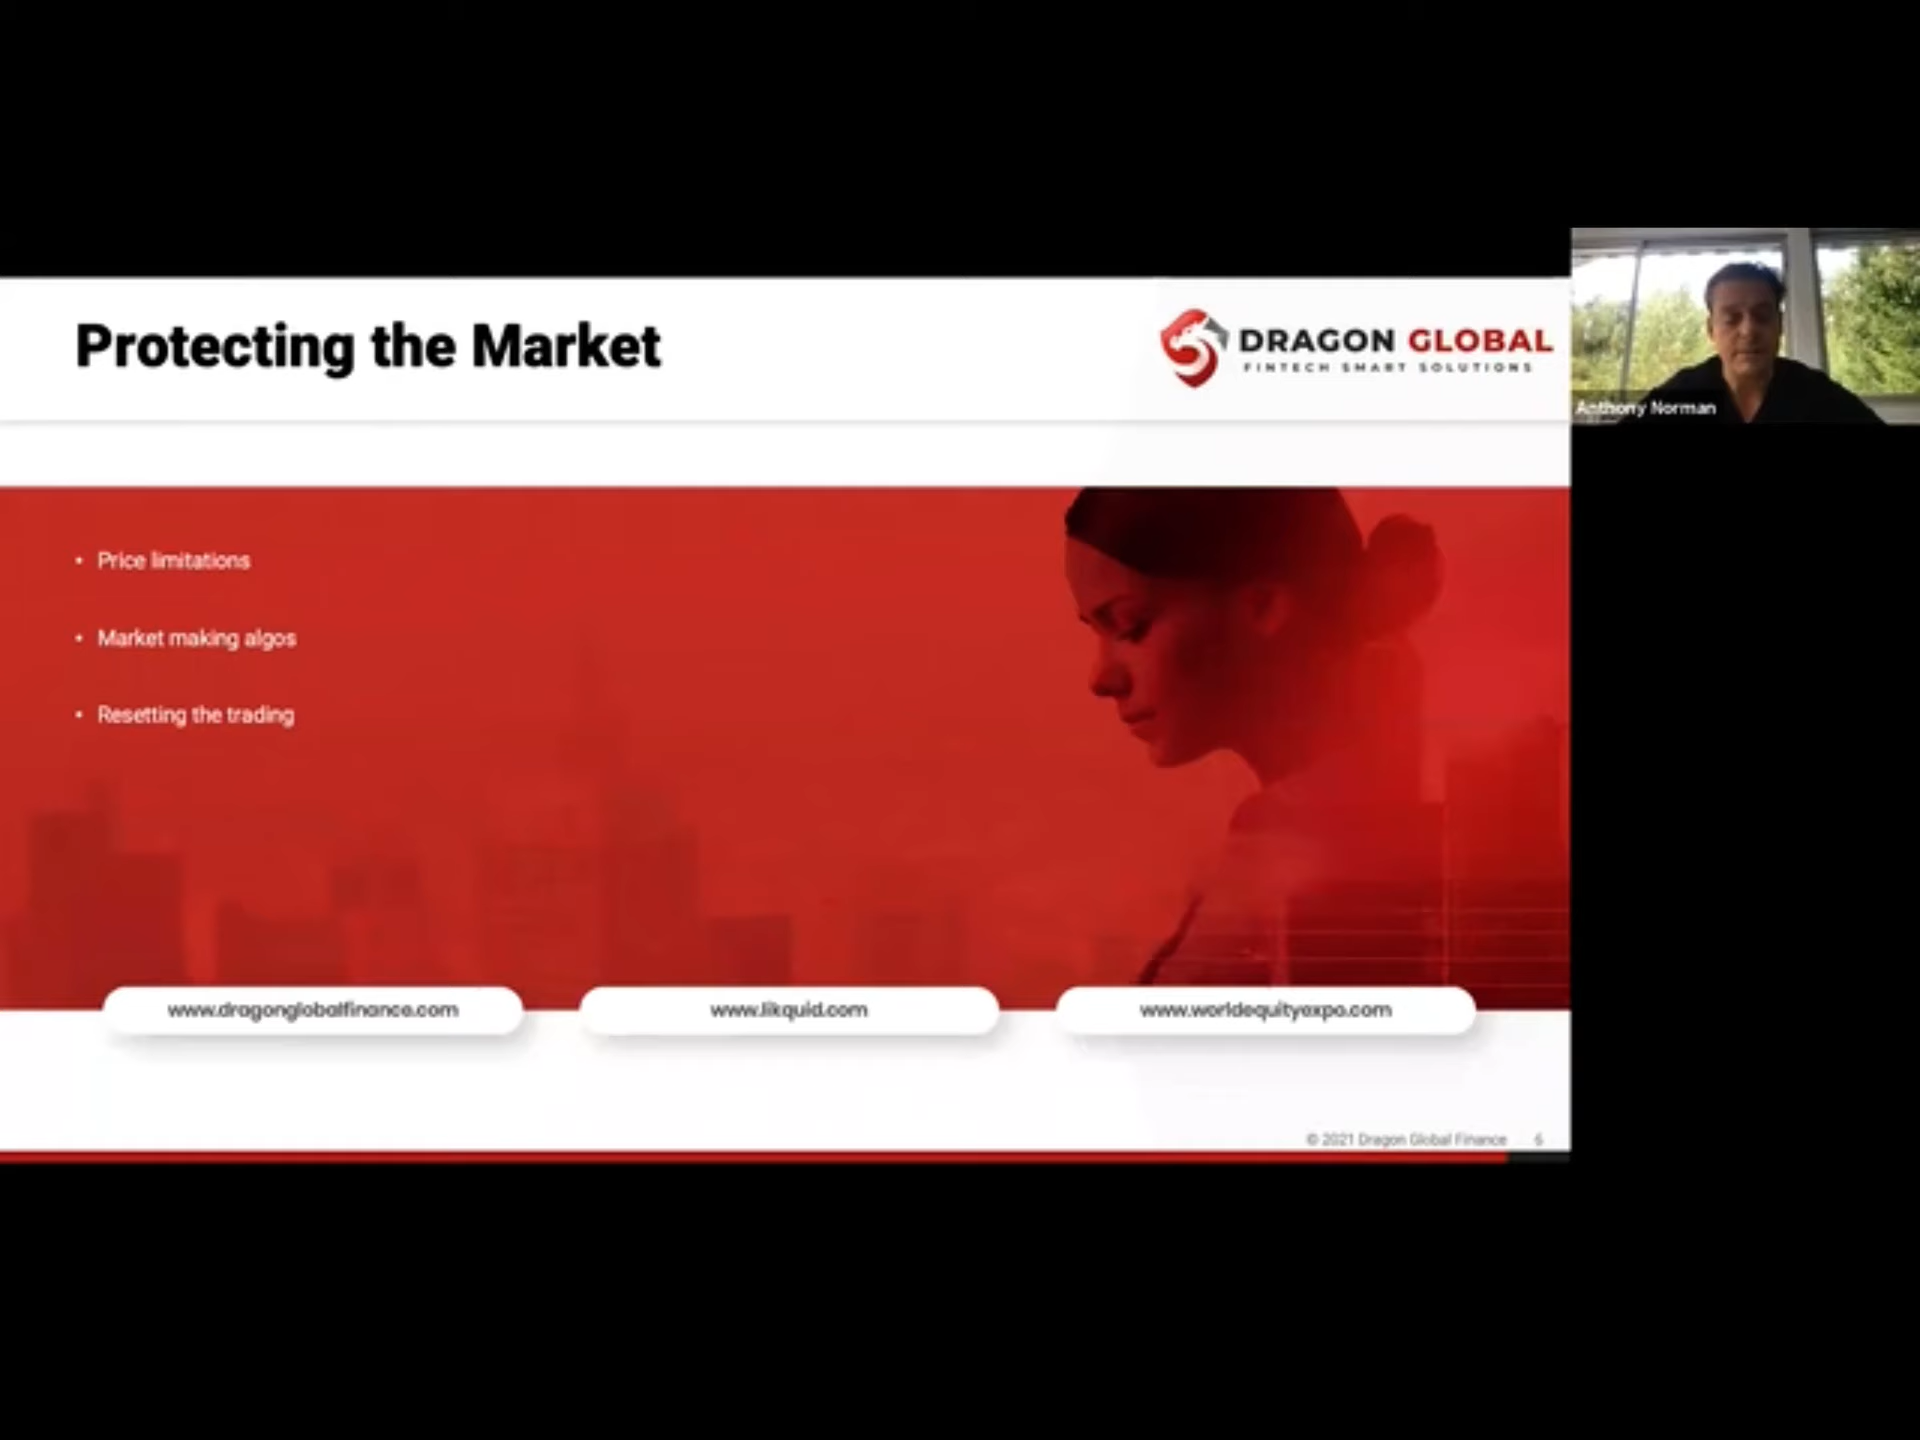 Protecting the Market
DRAGON GLOBAL
FINTECH SMART SOLUTIONS
Anthony Norman
• Price limitations
• Market making algos
• Resetting the trading
www.dragonglobalfinance.com
www.likquid.com
www.worldequityexpo.com
© 2021 Dragon Global Finance 6